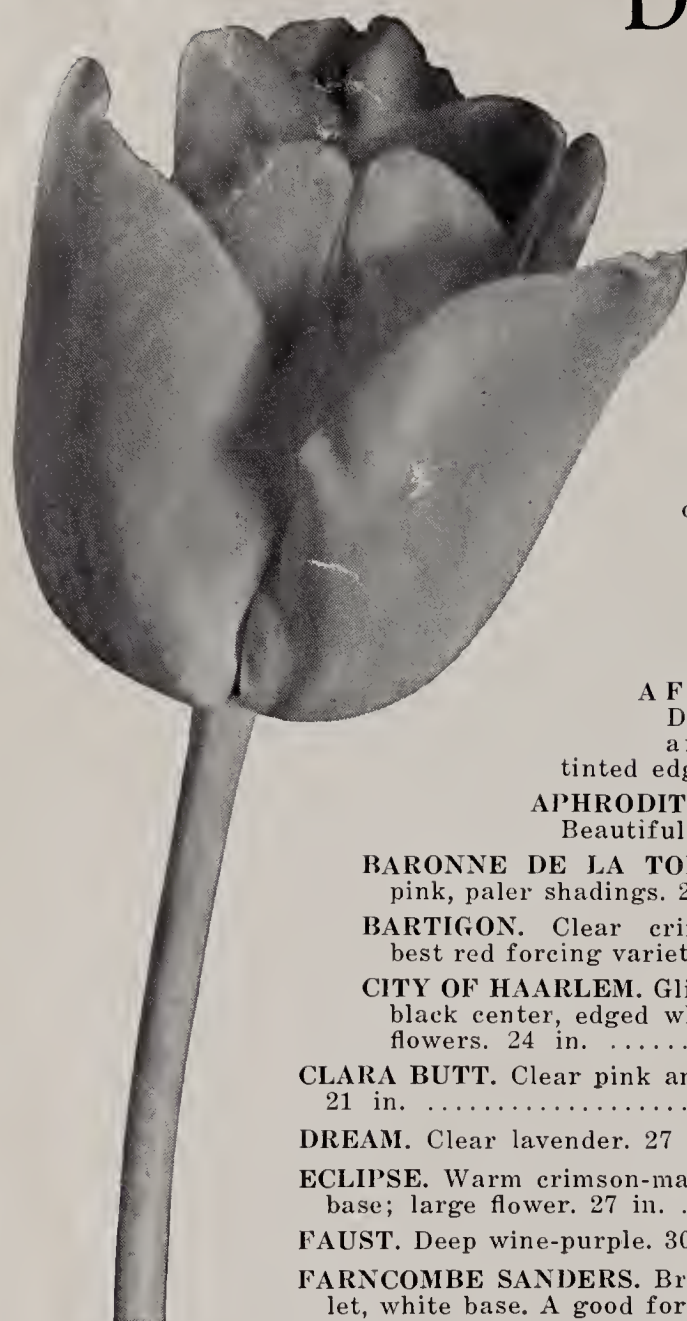 D
A F
D
tinted edg
APHRODIT
Beautiful
BARONNE DE LA TO
pink, paler shadings. 2
BARTIGON. Clear cri
best red forcing variet
CITY OF HAARLEM. Gli
black center, edged w
flowers. 24 in. ......
CLARA BUTT. Clear pink a
21 in. ....................
DREAM. Clear lavender. 27
ECLIPSE. Warm crimson-ma
base; large flower. 27 in. .
FAUST. Deep wine-purple. 30
FARNCOMBE SANDERS. Br
let, white base. A good for